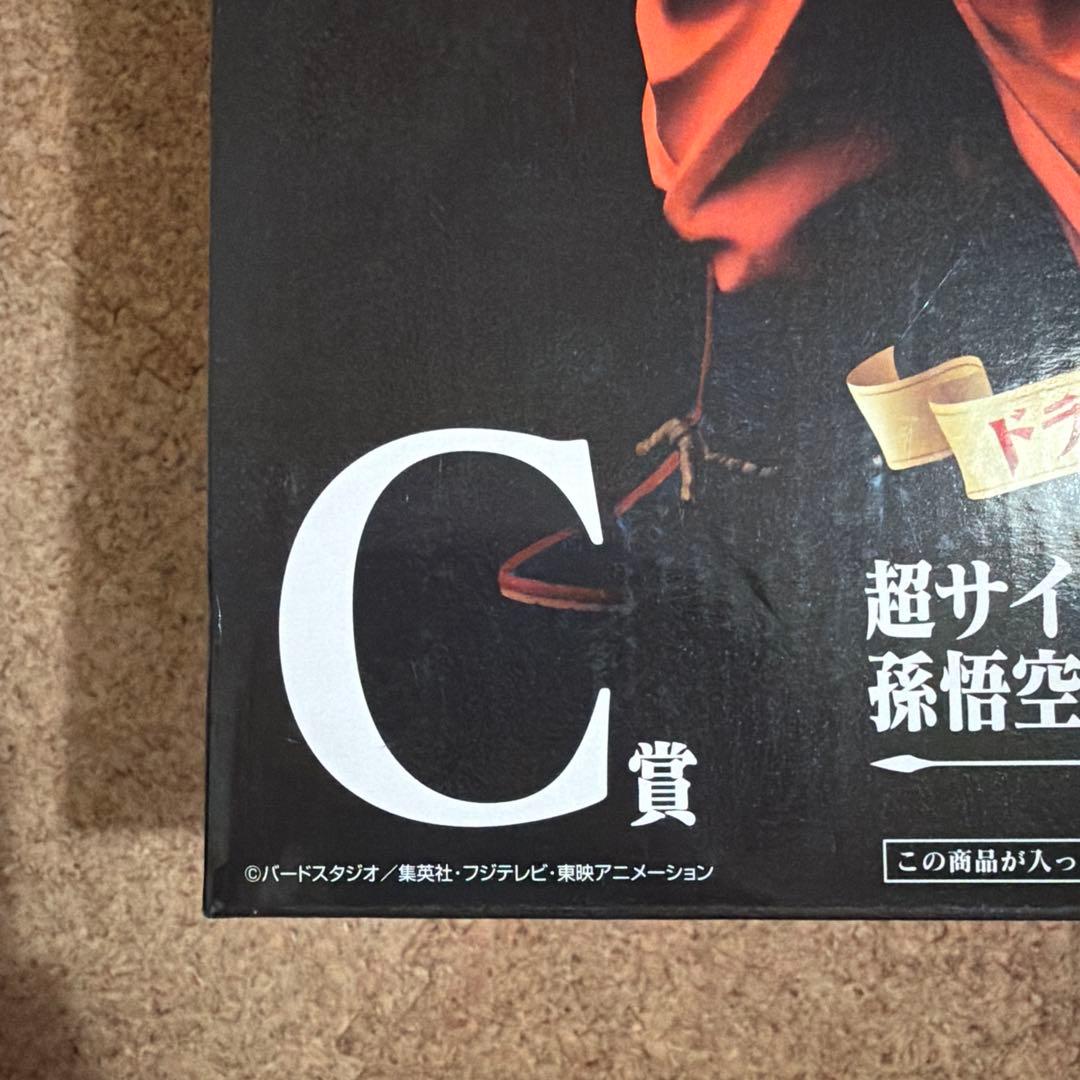 ドラ
超サイ
孫悟空
C賞
この商品が入っ
©バードスタジオ／集英社・フジテレビ・東映アニメーション